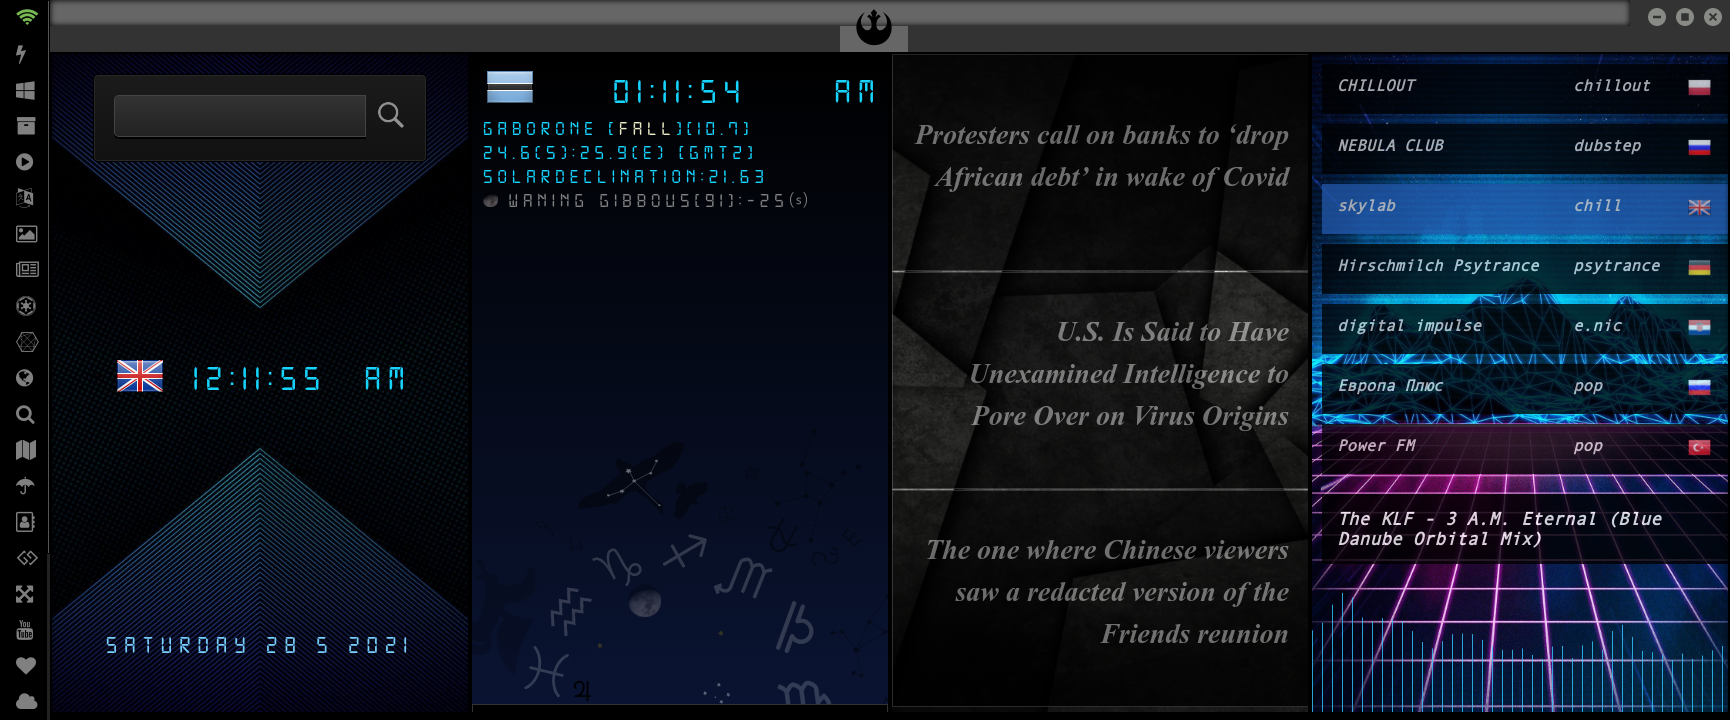 12:11:55 AM
SATURDAY 28 5 2021
01:11:54 AM
GABORONE [FALL][10.7]
24.6(S):25.9(E) [GMT2]
SOLARDECLINATION:21.63
WANING GIBBOUS[91]:-25(s)
Protesters call on banks to ‘drop
African debt’ in wake of Covid
U.S. Is Said to Have
Unexamined Intelligence to
Pore Over on Virus Origins
The one where Chinese viewers
saw a redacted version of the
Friends reunion
CHILLOUT chillout
NEBULA CLUB dubstep
skylab chill
Hirschmilch Psytrance psytrance
digital impulse e.nic
Европа Плюс pop
Power FM pop
The KLF - 3 A.M. Eternal (Blue
Danube Orbital Mix)
You
Tube